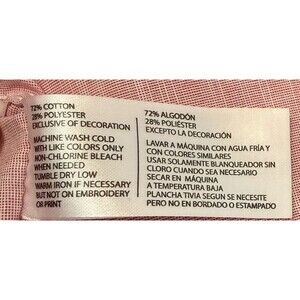 72% COTTON
28% POLYESTER
EXCLUSIVE OF DECORATION
MACHINE WASH COLD
WITH LIKE COLORS ONLY
NON-CHLORINE BLEACH
WHEN NEEDED
TUMBLE DRY LOW
WARM IRON IF NECESSARY
BUT NOT ON EMBROIDERY
OR PRINT
72% ALGODÓN
28% POLIÉSTER
EXCEPTO LA DECORACIÓN
LAVAR A MÁQUINA CON AGUA FRÍA Y
CON COLORES SIMILARES
USAR SOLAMENTE BLANQUEADOR SIN
CLORO CUANDO SEA NECESARIO
SECAR EN MÁQUINA
A TEMPERATURA BAJA
PLANCHA TIVIA SEGUN SE NECESITE
PERO NO EN BORDADO O ESTAMPADO